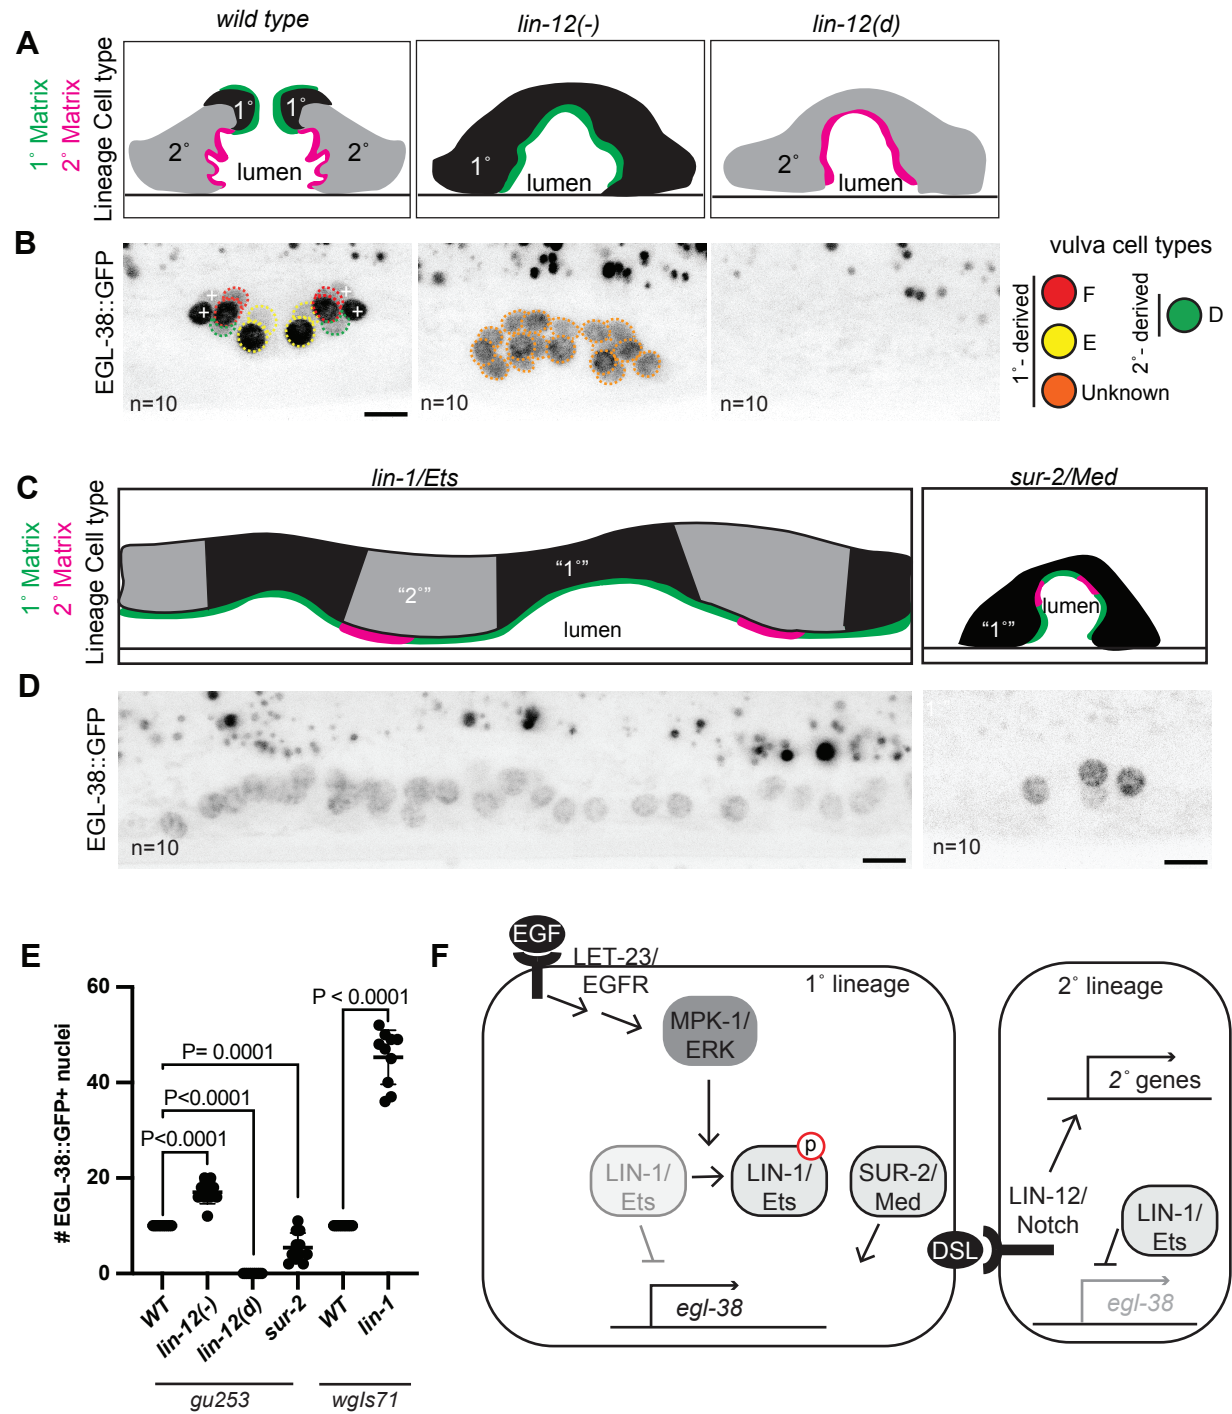 A
wild type
lin-12(-)
lin-12(d)
1° Matrix
2° Matrix
Lineage Cell type
1°
1°
2°
2°
lumen
1°
lumen
2°
lumen
B
EGL-38::GFP
+
+
+
+
n=10
n=10
n=10
vulva cell types
1°- derived
F
E
Unknown
2°- derived
D
C
lin-1/Ets
sur-2/Med
1° Matrix
2° Matrix
Lineage Cell type
“2°”
“1°”
lumen
“1°”
lumen
D
EGL-38::GFP
n=10
n=10
E
# EGL-38::GFP+ nuclei
60
40
20
0
P < 0.0001
P= 0.0001
P<0.0001
P<0.0001
WT
lin-12(-)
lin-12(d)
sur-2
WT
lin-1
gu253
wgIs71
F
EGF
LET-23/
EGFR
1° lineage
MPK-1/
ERK
LIN-1/
Ets
p
LIN-1/
Ets
SUR-2/
Med
egl-38
DSL
2° lineage
2° genes
LIN-12/
Notch
LIN-1/
Ets
egl-38